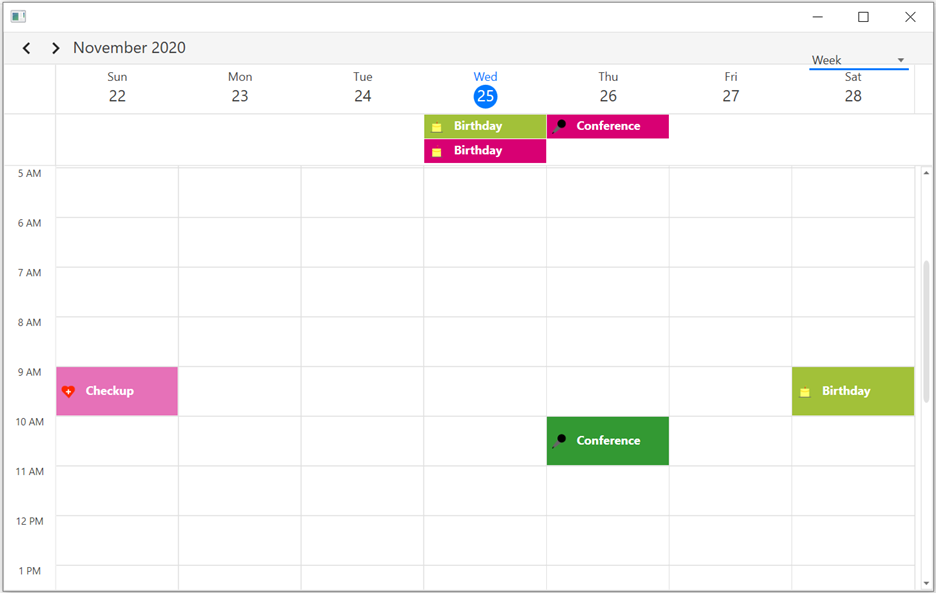 November 2020
Week
Sun Mon Tue Wed Thu Fri Sat
22 23 24 25 26 27 28
Birthday Conference
Birthday
5 AM
6 AM
7 AM
8 AM
9 AM
Checkup Birthday
10 AM
Conference
11 AM
12 PM
1 PM